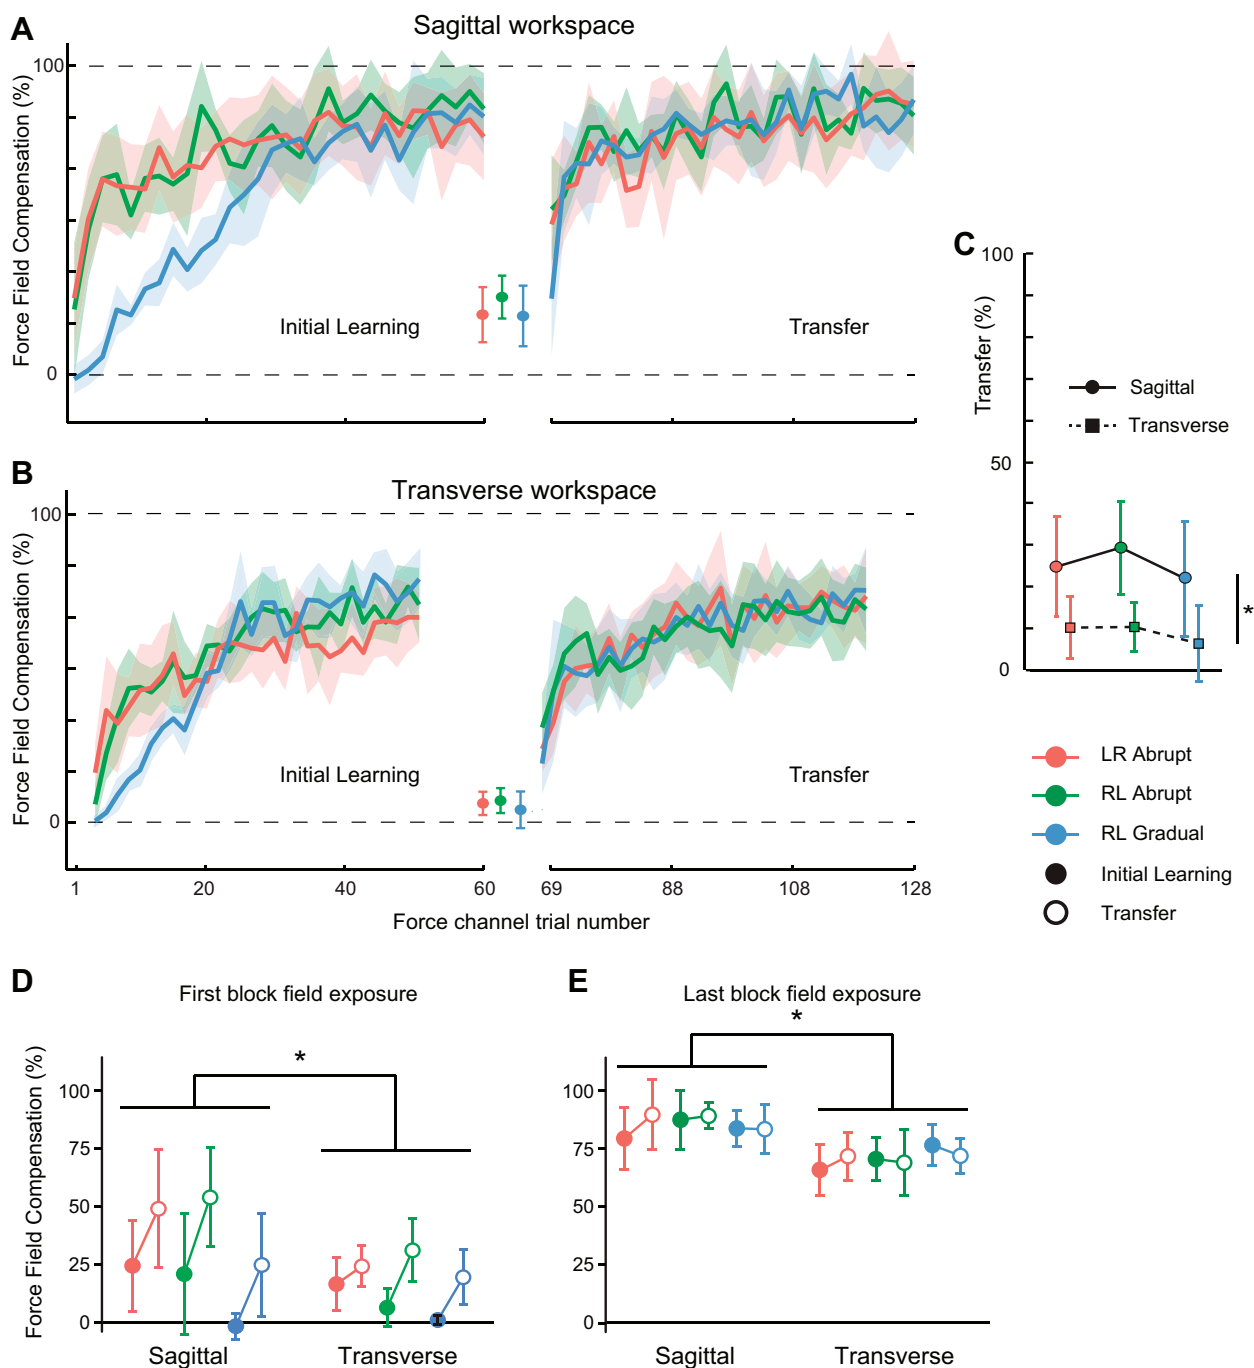 A
Sagittal workspace
Force Field Compensation (%)
100
0
Initial Learning
Transfer
B
Transverse workspace
Force Field Compensation (%)
100
0
Initial Learning
Transfer
1 20 40 60 69 88 108 128
Force channel trial number
C
Transfer (%)
100
50
0
Sagittal
Transverse
*
LR Abrupt
RL Abrupt
RL Gradual
Initial Learning
Transfer
D
First block field exposure
Force Field Compensation (%)
100
75
50
25
0
*
Sagittal Transverse
E
Last block field exposure
100
75
50
25
0
*
Sagittal Transverse